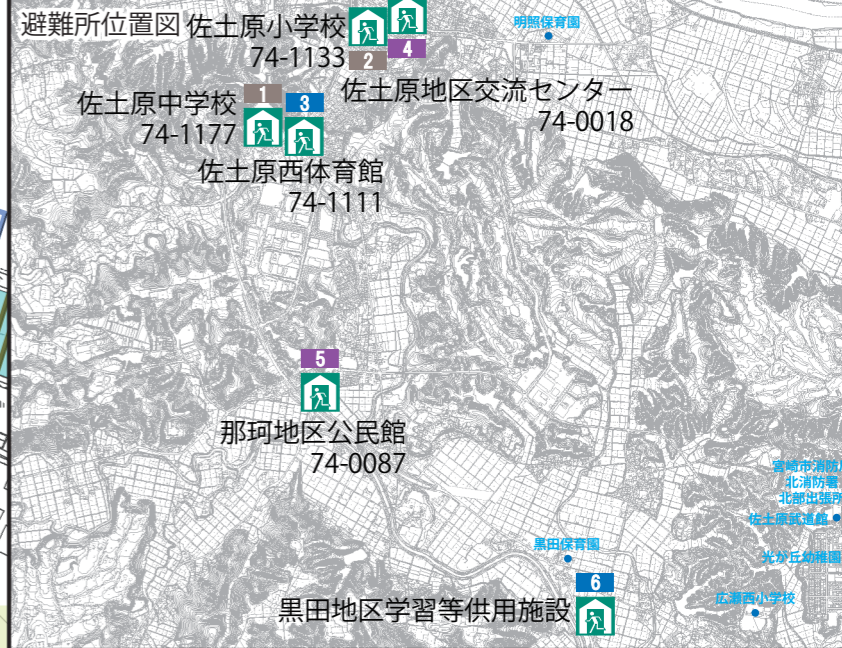 避難所位置図
佐土原小学校
74-1133
2
4
明照保育園
佐土原地区交流センター
74-0018
佐土原中学校
74-1177
1
3
佐土原西体育館
74-1111
5
那珂地区公民館
74-0087
宮崎市消防局
北消防署
北部出張所
佐土原武道館
光が丘幼稚園
黒田保育園
6
黒田地区学習等供用施設
広瀬西小学校